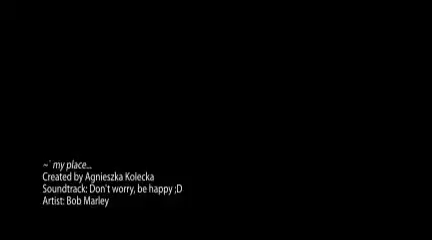 ~` my place...
Created by Agnieszka Kolecka
Soundtrack: Don't worry, be happy ;D
Artist: Bob Marley